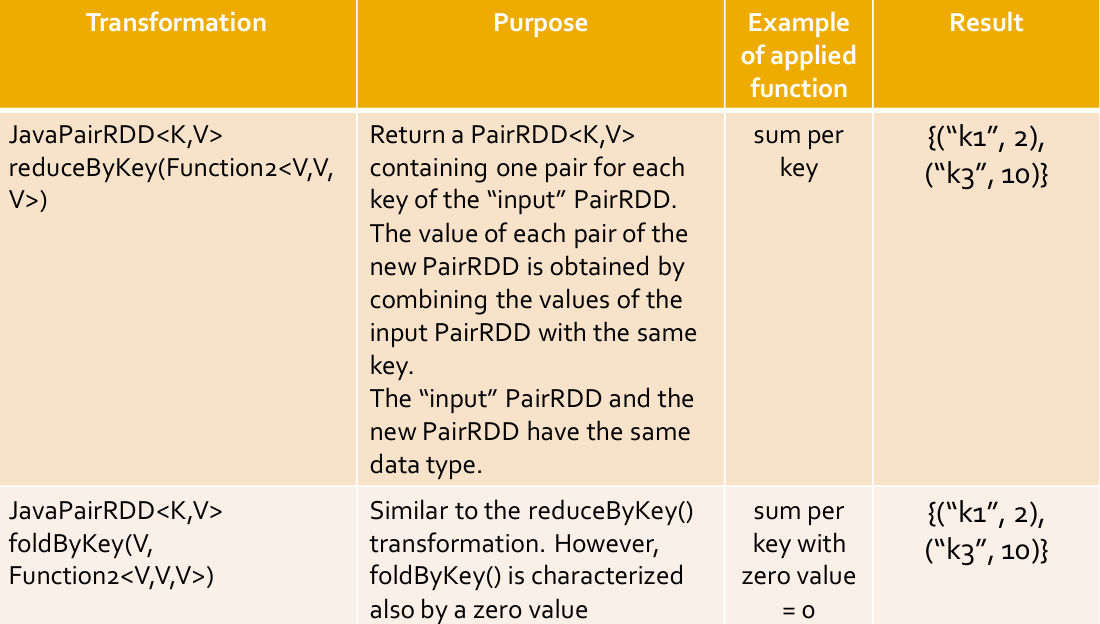 Transformation
Purpose
Example
of applied
function
Result
JavaPairRDD<K,V>
reduceByKey(Function2<V,V,
V>)
Return a PairRDD<K,V>
containing one pair for each
key of the “input” PairRDD.
The value of each pair of the
new PairRDD is obtained by
combining the values of the
input PairRDD with the same
key.
The “input” PairRDD and the
new PairRDD have the same
data type.
sum per
key
{(“k1”, 2),
(“k3”, 10)}
JavaPairRDD<K,V>
foldByKey(V,
Function2<V,V,V>)
Similar to the reduceByKey()
transformation. However,
foldByKey() is characterized
also by a zero value
sum per
key with
zero value
= 0
{(“k1”, 2),
(“k3”, 10)}